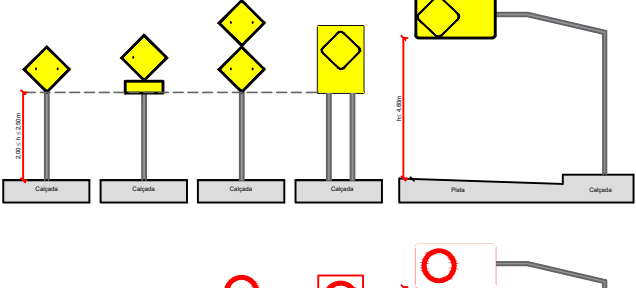 2,00 ≤ h ≤ 2,50m
h≤ 4,60m
Calçada
Calçada
Calçada
Calçada
Pista
Calçada